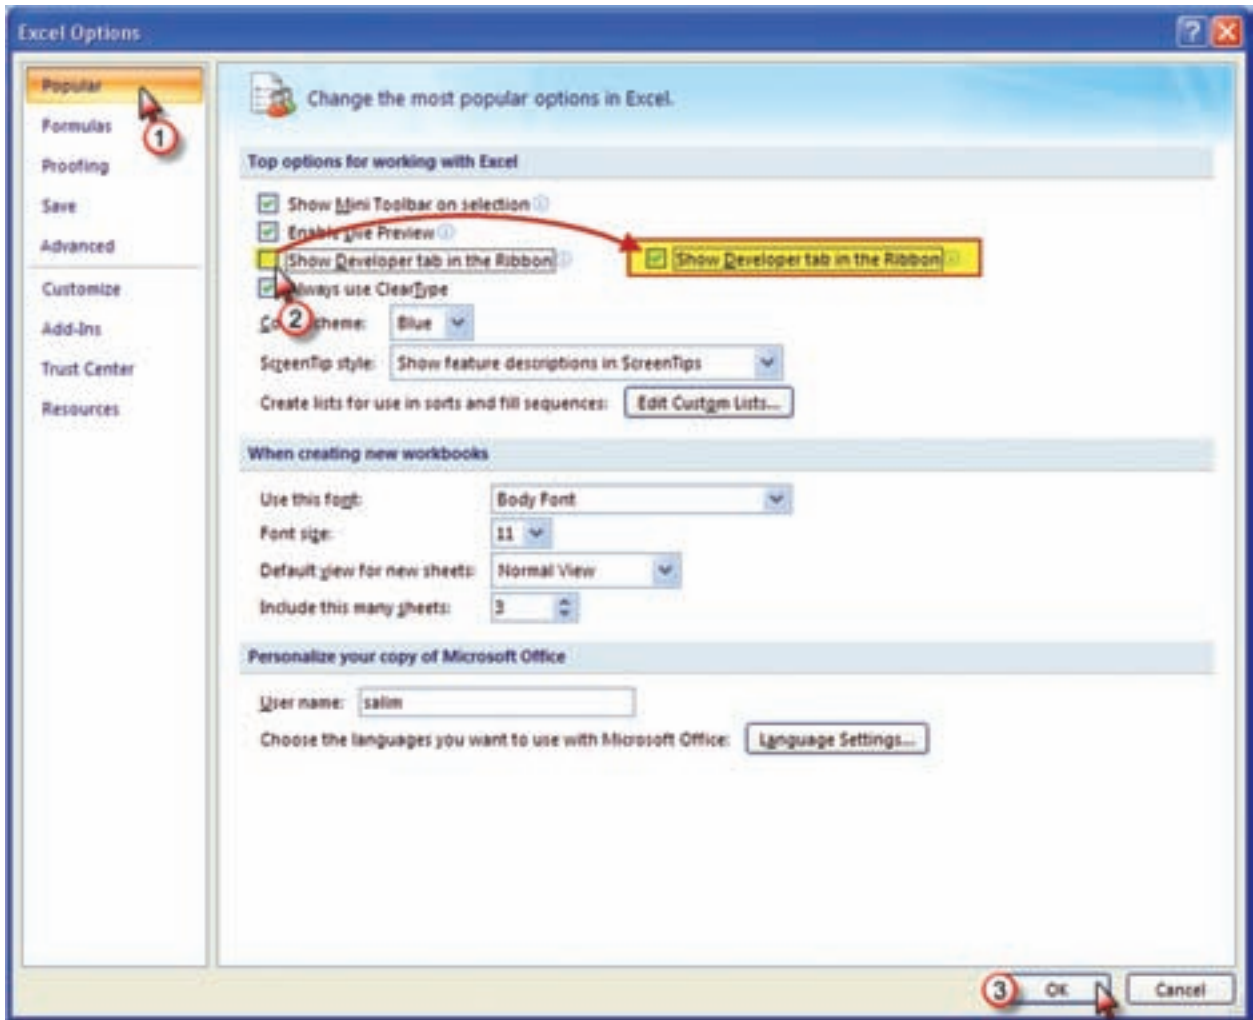 Excel Options
Popular
1
Formulas
Proofing
Save
Advanced
Customize
Add-Ins
Trust Center
Resources
Change the most popular options in Excel.
Top options for working with Excel
Show Mini Toolbar on selection
Enable Live Preview
Show Developer tab in the Ribbon Show Developer tab in the Ribbon
Always use ClearType
2
scheme: Blue
ScreenTip style: Show feature descriptions in ScreenTips
Create lists for use in sorts and fill sequences: Edit Custom Lists...
When creating new workbooks
Use this font: Body Font
Font size: 11
Default view for new sheets: Normal View
Include this many sheets: 3
Personalize your copy of Microsoft Office
User name: salim
Choose the languages you want to use with Microsoft Office: Language Settings...
3 OK Cancel